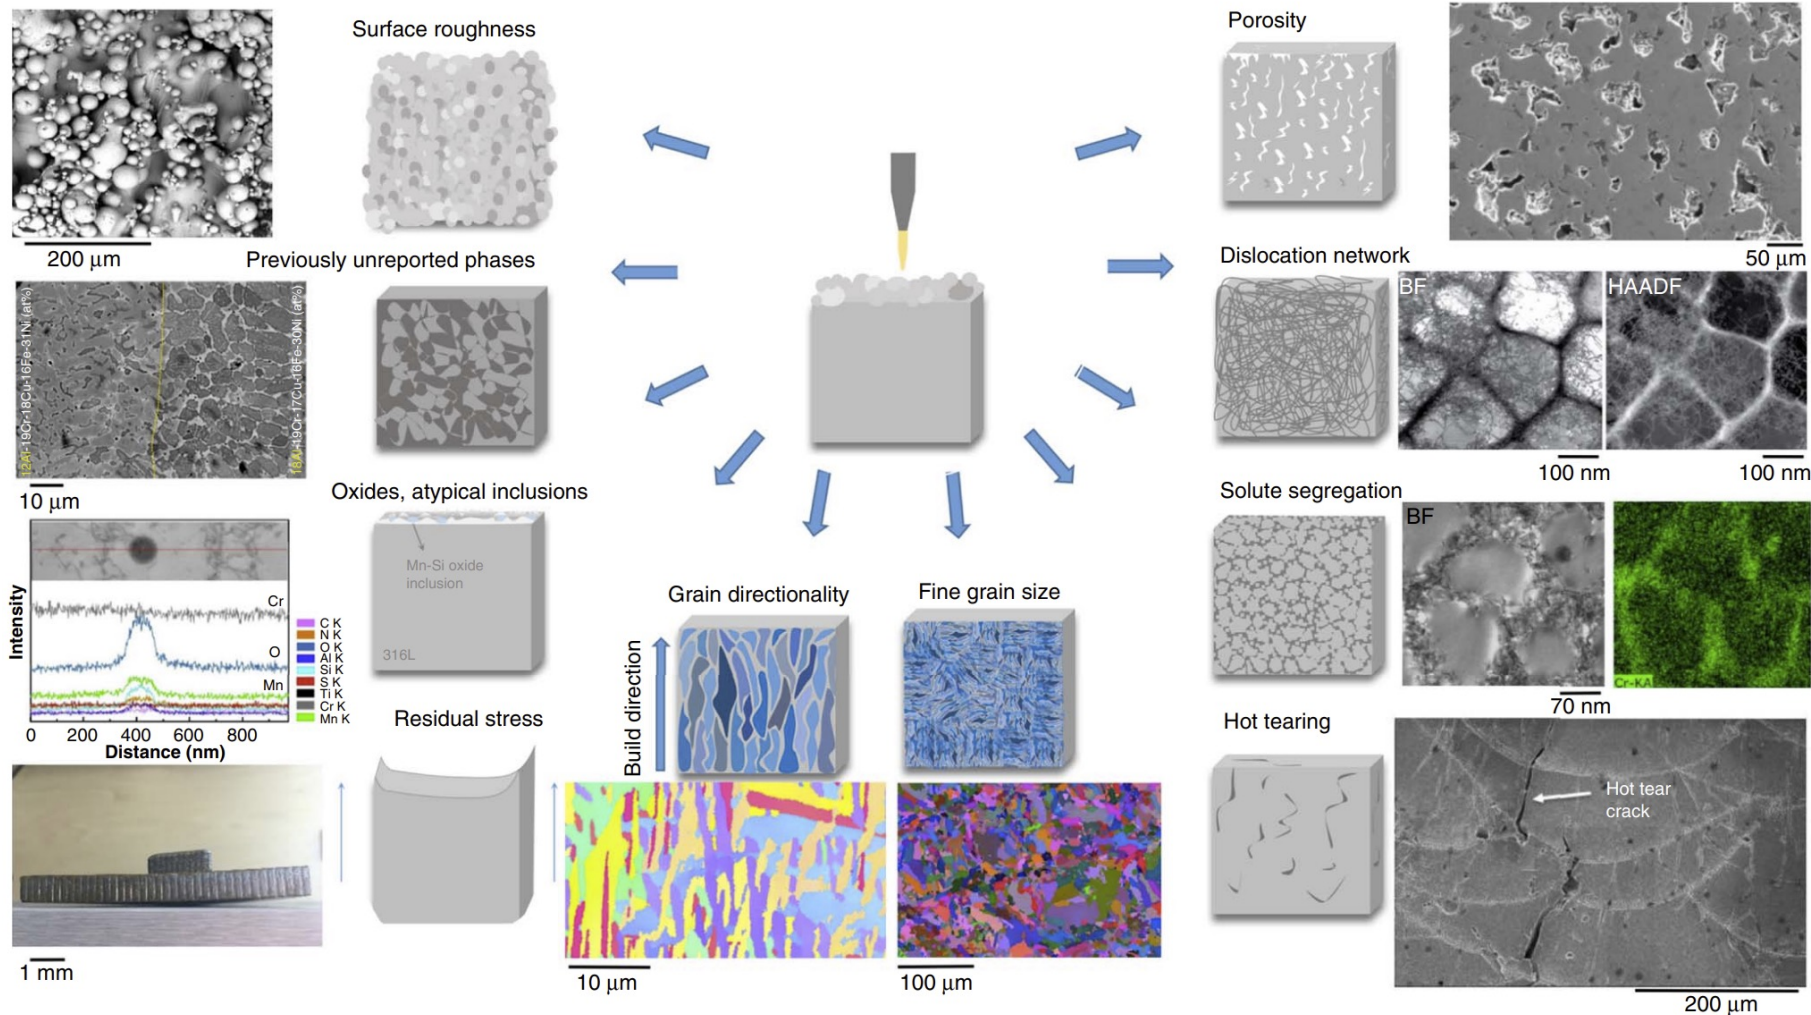 Surface roughness
200 μm
Previously unreported phases
12Al-19Cr-18Cu-16Fe-31Ni (at%)
18Al-19Cr-17Cu-16Fe-30Ni (at%)
10 μm
Oxides, atypical inclusions
Mn-Si oxide
inclusion
316L
Intensity
Cr
O
Mn
C K
N K
O K
Al K
Si K
S K
Ti K
Cr K
Mn K
0 200 400 600 800
Distance (nm)
Residual stress
1 mm
Grain directionality
Build direction
10 μm
Fine grain size
100 μm
Porosity
50 μm
Dislocation network
BF
HAADF
100 nm
100 nm
Solute segregation
BF
Cr-KA
70 nm
Hot tearing
Hot tear
crack
200 μm